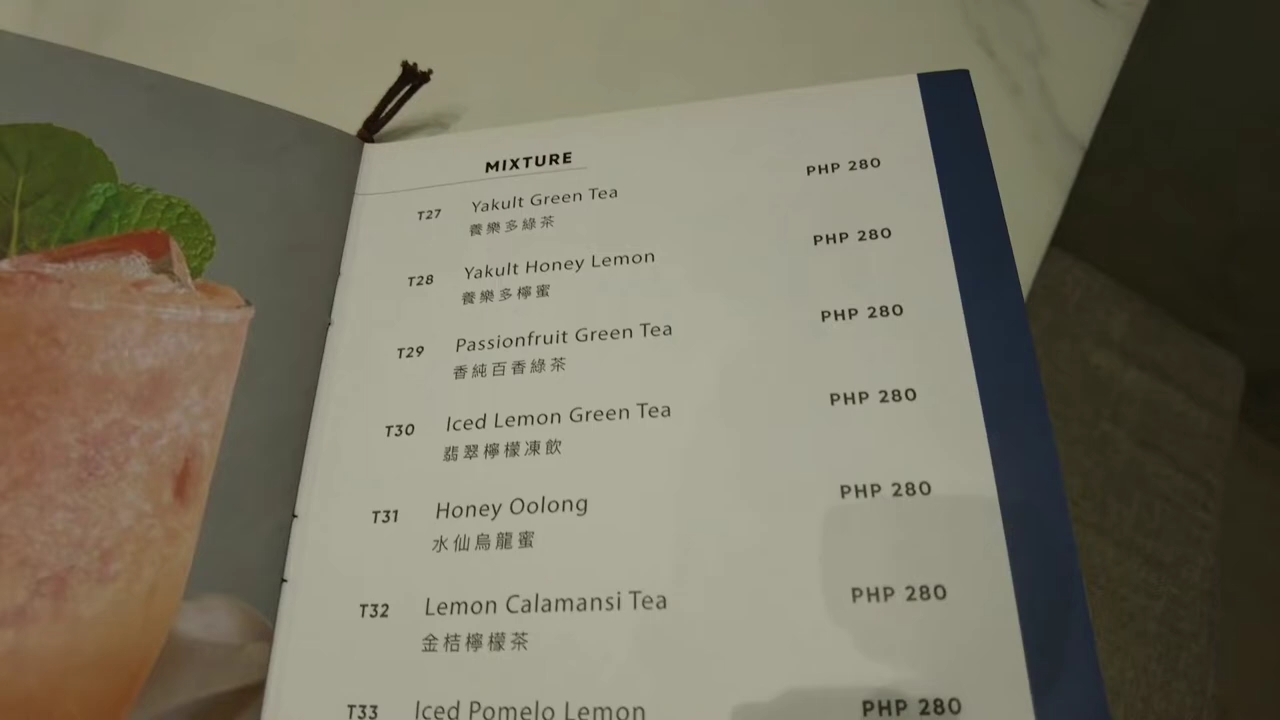 MIXTURE
T27 Yakult Green Tea PHP 280
養樂多綠茶
T28 Yakult Honey Lemon PHP 280
養樂多檸蜜
T29 Passionfruit Green Tea PHP 280
香純百香綠茶
T30 Iced Lemon Green Tea PHP 280
翡翠檸檬凍飲
T31 Honey Oolong PHP 280
水仙烏龍蜜
T32 Lemon Calamansi Tea PHP 280
金桔檸檬茶
T33 Iced Pomelo Lemon PHP 280